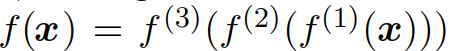 f(x) = f⁽³⁾(f⁽²⁾(f⁽¹⁾(x)))